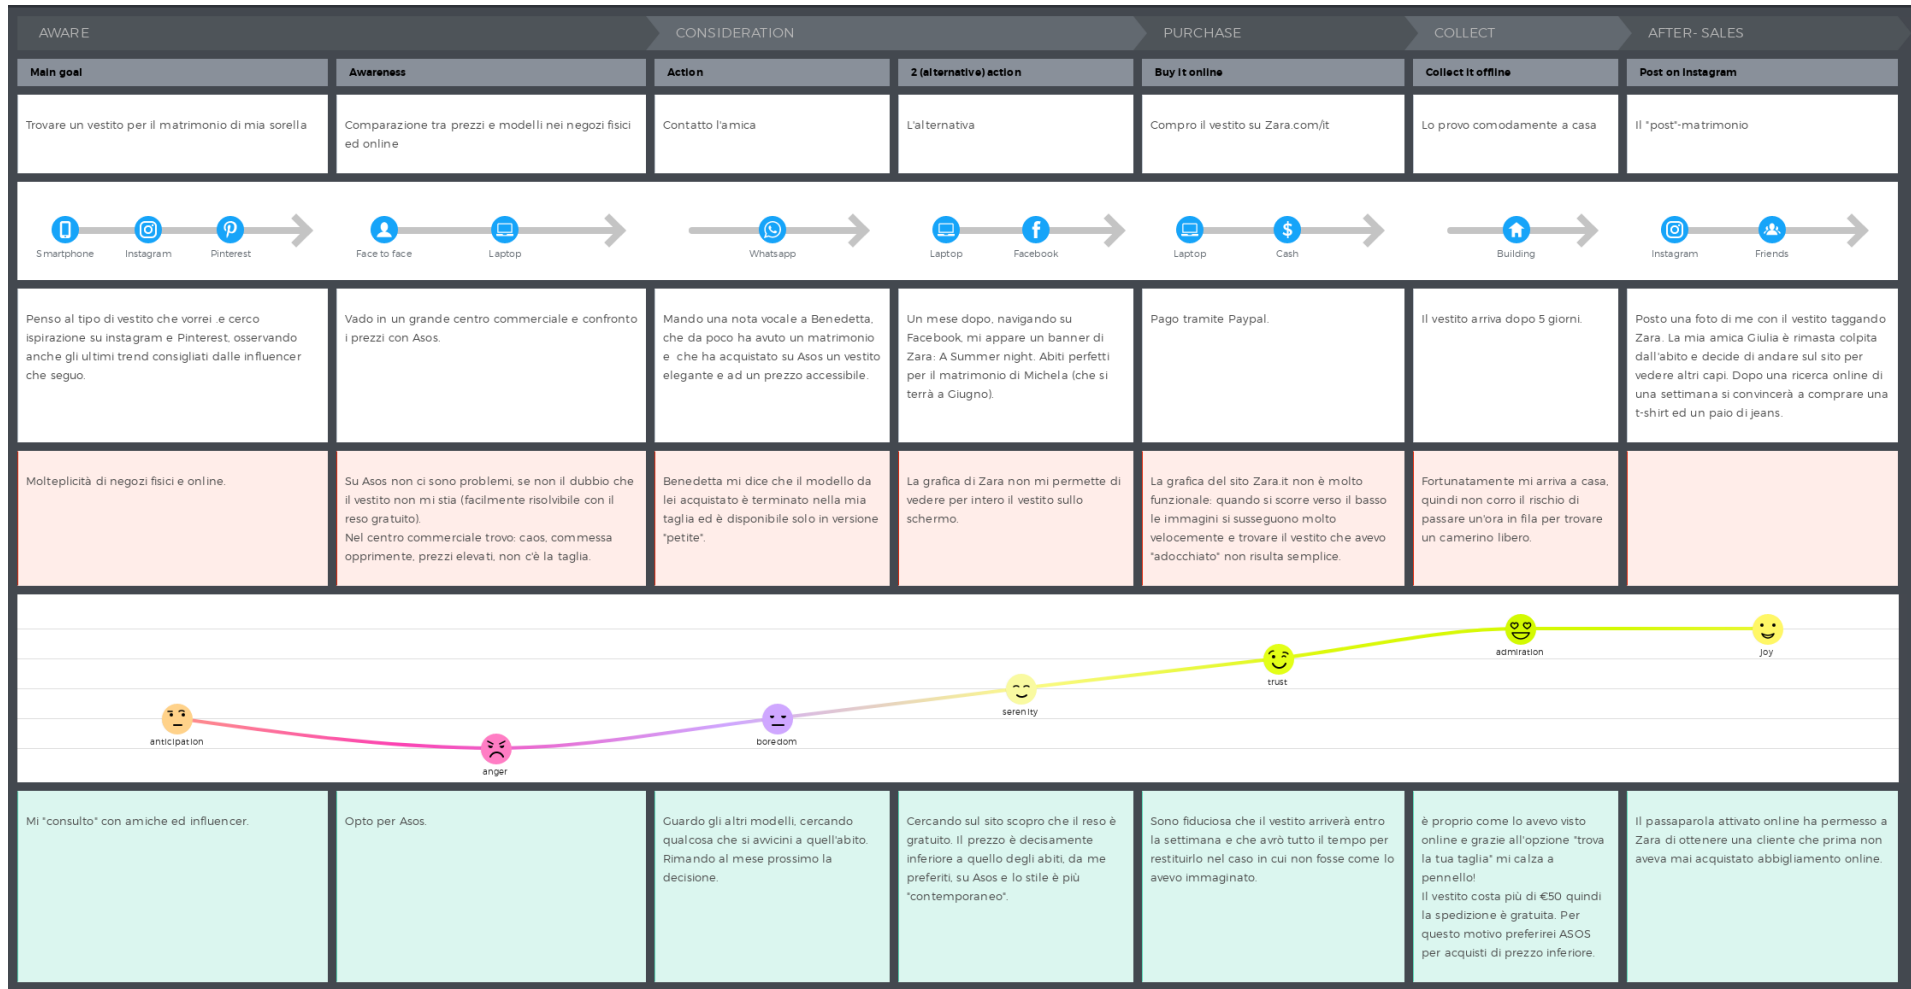 AWARE
CONSIDERATION
PURCHASE
COLLECT
AFTER- SALES
Main goal
Awareness
Action
2 (alternative) action
Buy it online
Collect it offline
Post on Instagram
Trovare un vestito per il matrimonio di mia sorella
Comparazione tra prezzi e modelli nei negozi fisici
ed online
Contatto l'amica
L'alternativa
Compro il vestito su Zara.com/it
Lo provo comodamente a casa
Il "post"-matrimonio
Smartphone
Instagram
Pinterest
Face to face
Laptop
Whatsapp
Laptop
Facebook
Laptop
Cash
Building
Instagram
Friends
Penso al tipo di vestito che vorrei .e cerco
ispirazione su instagram e Pinterest, osservando
anche gli ultimi trend consigliati dalle influencer
che seguo.
Vado in un grande centro commerciale e confronto
i prezzi con Asos.
Mando una nota vocale a Benedetta,
che da poco ha avuto un matrimonio
e che ha acquistato su Asos un vestito
elegante e ad un prezzo accessibile.
Un mese dopo, navigando su
Facebook, mi appare un banner di
Zara: A Summer night. Abiti perfetti
per il matrimonio di Michela (che si
terrà a Giugno).
Pago tramite Paypal.
Il vestito arriva dopo 5 giorni.
Posto una foto di me con il vestito taggando
Zara. La mia amica Giulia è rimasta colpita
dall'abito e decide di andare sul sito per
vedere altri capi. Dopo una ricerca online di
una settimana si convincerà a comprare una
t-shirt ed un paio di jeans.
Molteplicità di negozi fisici e online.
Su Asos non ci sono problemi, se non il dubbio che
il vestito non mi stia (facilmente risolvibile con il
reso gratuito).
Nel centro commerciale trovo: caos, commessa
opprimente, prezzi elevati, non c'è la taglia.
Benedetta mi dice che il modello da
lei acquistato è terminato nella mia
taglia ed è disponibile solo in versione
"petite".
La grafica di Zara non mi permette di
vedere per intero il vestito sullo
schermo.
La grafica del sito Zara.it non è molto
funzionale: quando si scorre verso il basso
le immagini si susseguono molto
velocemente e trovare il vestito che avevo
"adocchiato" non risulta semplice.
Fortunatamente mi arriva a casa,
quindi non corro il rischio di
passare un'ora in fila per trovare
un camerino libero.
anticipation
anger
boredom
serenity
trust
admiration
joy
Mi "consulto" con amiche ed influencer.
Opto per Asos.
Guardo gli altri modelli, cercando
qualcosa che si avvicini a quell'abito.
Rimando al mese prossimo la
decisione.
Cercando sul sito scopro che il reso è
gratuito. Il prezzo è decisamente
inferiore a quello degli abiti, da me
preferiti, su Asos e lo stile è più
"contemporaneo".
Sono fiduciosa che il vestito arriverà entro
la settimana e che avrò tutto il tempo per
restituirlo nel caso in cui non fosse come lo
avevo immaginato.
è proprio come lo avevo visto
online e grazie all'opzione "trova
la tua taglia" mi calza a
pennello!
Il vestito costa più di €50 quindi
la spedizione è gratuita. Per
questo motivo preferirei ASOS
per acquisti di prezzo inferiore.
Il passaparola attivato online ha permesso a
Zara di ottenere una cliente che prima non
aveva mai acquistato abbigliamento online.